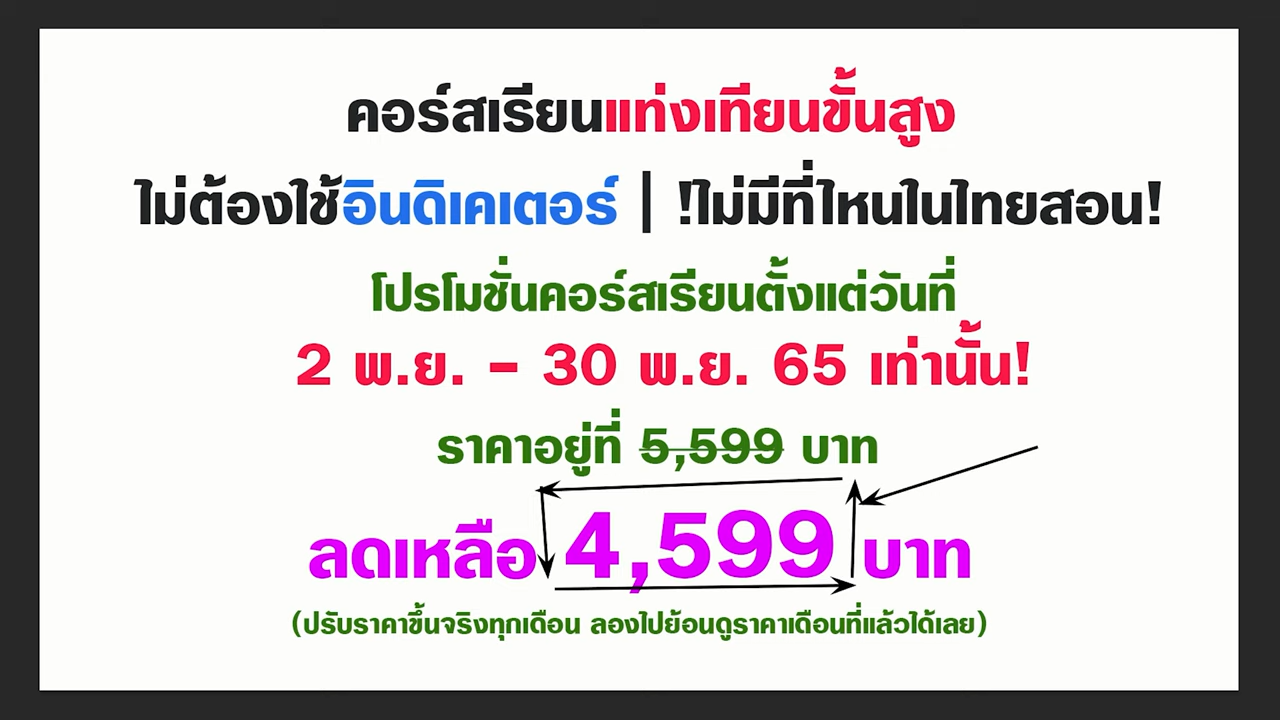 คอร์สเรียนแท่งเทียนขั้นสูง
ไม่ต้องใช้อินดิเคเตอร์ | !ไม่มีที่ไหนในไทยสอน!
โปรโมชั่นคอร์สเรียนตั้งแต่วันที่
2 พ.ย. – 30 พ.ย. 65 เท่านั้น!
ราคาอยู่ที่ 5,599 บาท
ลดเหลือ 4,599 บาท
(ปรับราคาขึ้นจริงทุกเดือน ลองไปย้อนดูราคาเดือนที่แล้วได้เลย)